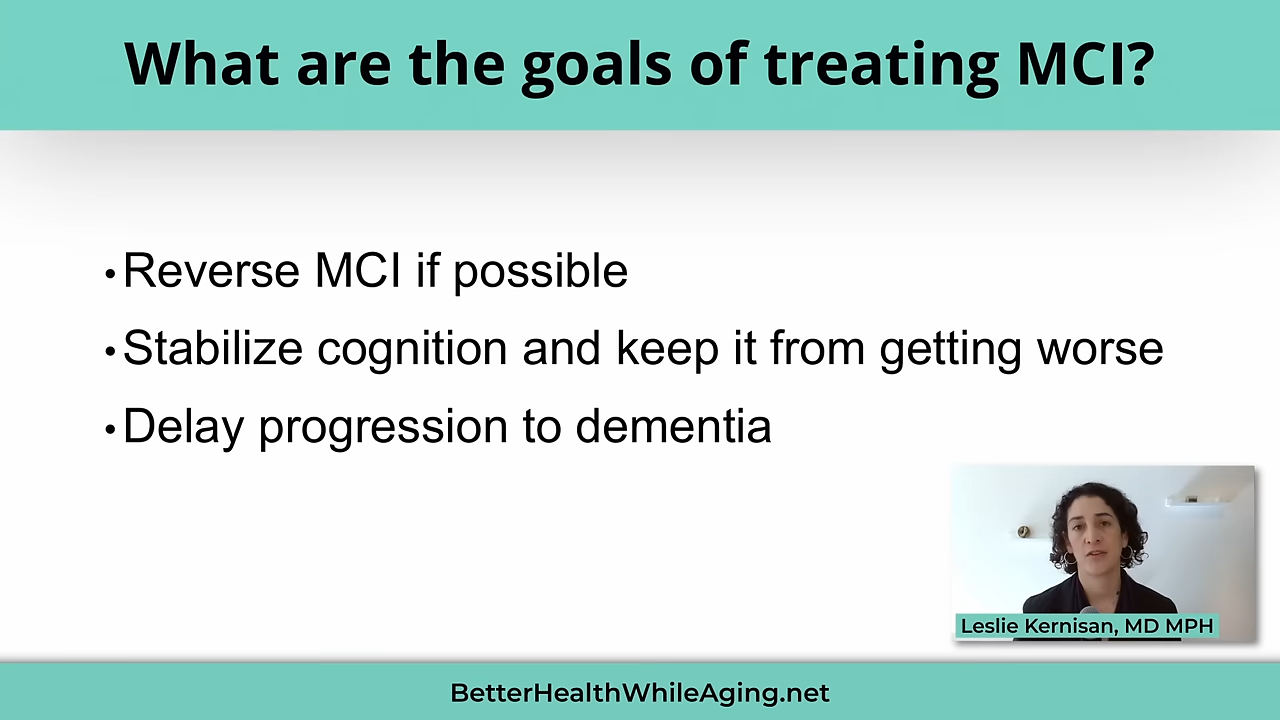 What are the goals of treating MCI?
• Reverse MCI if possible
• Stabilize cognition and keep it from getting worse
• Delay progression to dementia
Leslie Kernisan, MD MPH
BetterHealthWhileAging.net